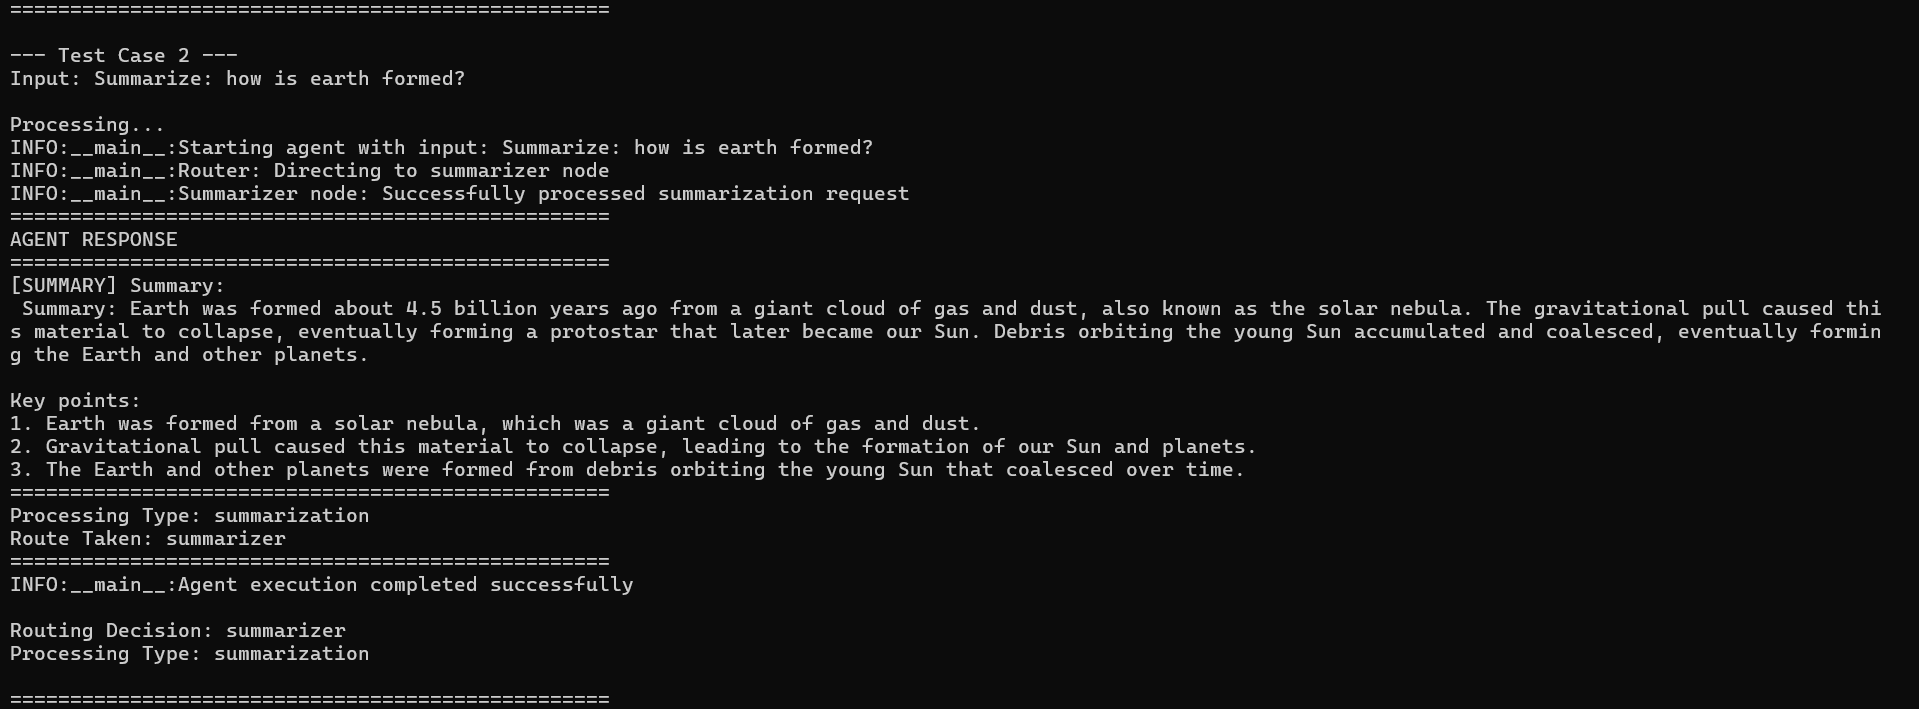 ==================================================
--- Test Case 2 ---
Input: Summarize: how is earth formed?
Processing...
INFO:__main__:Starting agent with input: Summarize: how is earth formed?
INFO:__main__:Router: Directing to summarizer node
INFO:__main__:Summarizer node: Successfully processed summarization request
==================================================
AGENT RESPONSE
==================================================
[SUMMARY] Summary:
 Summary: Earth was formed about 4.5 billion years ago from a giant cloud of gas and dust, also known as the solar nebula. The gravitational pull caused thi
s material to collapse, eventually forming a protostar that later became our Sun. Debris orbiting the young Sun accumulated and coalesced, eventually formin
g the Earth and other planets.
Key points:
1. Earth was formed from a solar nebula, which was a giant cloud of gas and dust.
2. Gravitational pull caused this material to collapse, leading to the formation of our Sun and planets.
3. The Earth and other planets were formed from debris orbiting the young Sun that coalesced over time.
==================================================
Processing Type: summarization
Route Taken: summarizer
==================================================
INFO:__main__:Agent execution completed successfully
Routing Decision: summarizer
Processing Type: summarization
==================================================